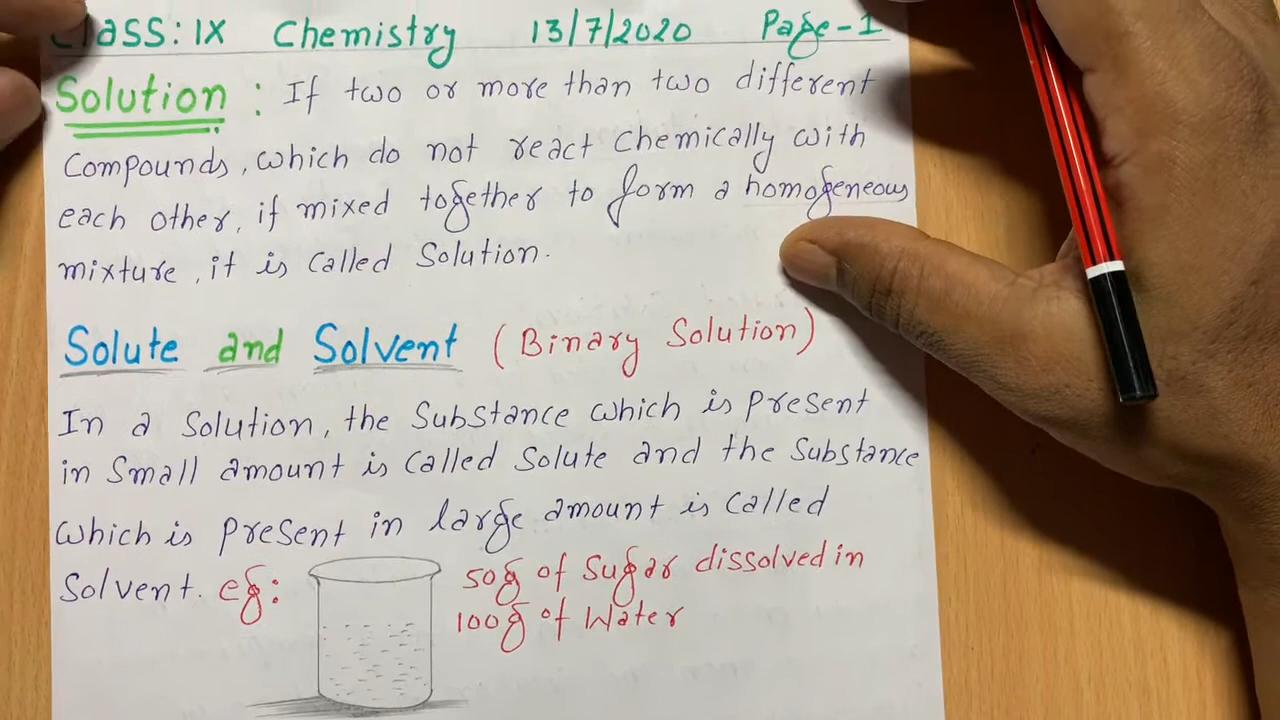 Class: IX Chemistry 13/7/2020 Page-1
Solution : If two or more than two different
Compounds, which do not react Chemically with
each other, if mixed together to form a homogeneous
mixture, it is Called Solution.
Solute and Solvent (Binary Solution)
In a Solution, the Substance which is present
in Small amount is Called Solute and the Substance
which is present in large amount is Called
Solvent. eg:
50g of Sugar dissolved in
100g of Water